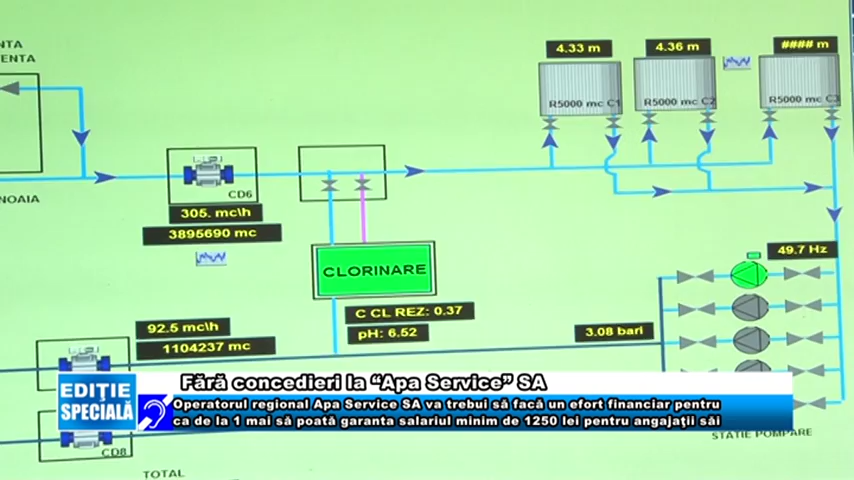 4.33 m
4.36 m
#### m
NTA
ENTA
R5000 mc C1
R5000 mc C2
R5000 mc C3
NOAIA
CD6
305. mc\h
3895690 mc
49.7 Hz
CLORINARE
C CL REZ: 0.37
pH: 6.52
92.5 mc\h
1104237 mc
3.08 bari
Fără concedieri la “Apa Service” SA
EDIŢIE
SPECIALĂ
Operatorul regional Apa Service SA va trebui să facă un efort financiar pentru
ca de la 1 mai să poată garanta salariul minim de 1250 lei pentru angajaţii săi
STATIE POMPARE
CD8
TOTAL